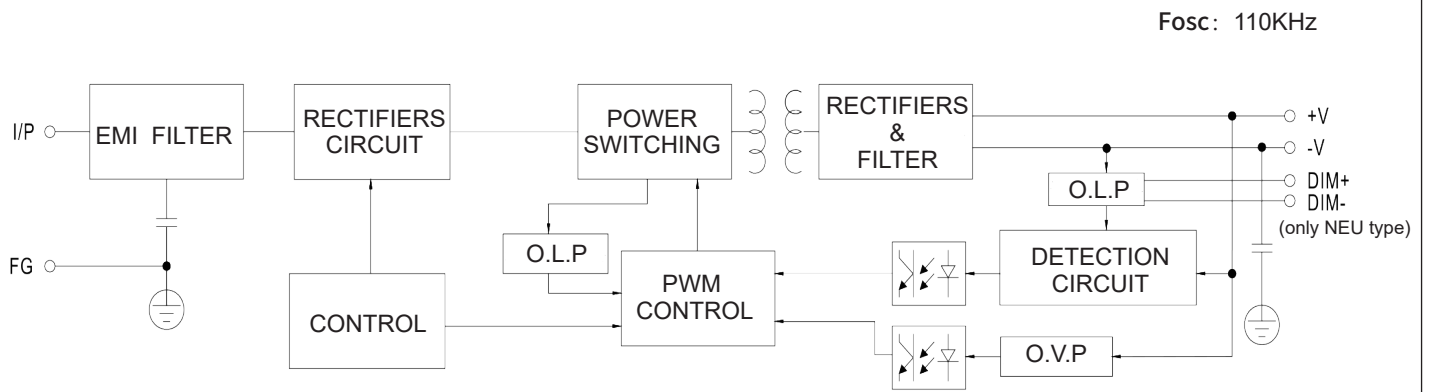 Fosc: 110KHz
I/P
EMI FILTER
RECTIFIERS
CIRCUIT
POWER
SWITCHING
RECTIFIERS
&
FILTER
+V
-V
O.L.P
DIM+
DIM-
(only NEU type)
FG
O.L.P
CONTROL
PWM
CONTROL
DETECTION
CIRCUIT
O.V.P